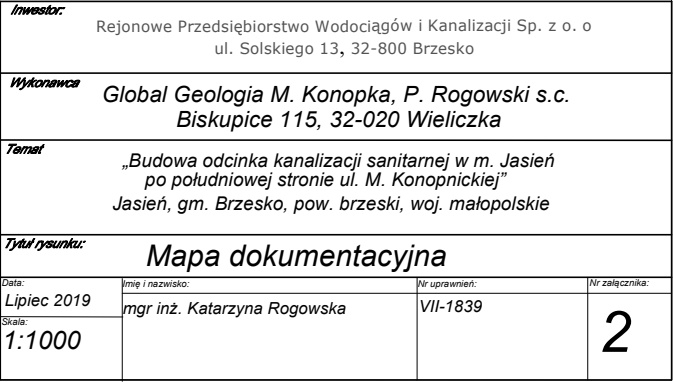 Inwestor:
Rejonowe Przedsiębiorstwo Wodociągów i Kanalizacji Sp. z o. o
ul. Solskiego 13, 32-800 Brzesko
Wykonawca
Global Geologia M. Konopka, P. Rogowski s.c.
Biskupice 115, 32-020 Wieliczka
Temat
„Budowa odcinka kanalizacji sanitarnej w m. Jasień
po południowej stronie ul. M. Konopnickiej”
Jasień, gm. Brzesko, pow. brzeski, woj. małopolskie
Tytuł rysunku:
Mapa dokumentacyjna
Data:
Lipiec 2019
Skala:
1:1000
Imię i nazwisko:
mgr inż. Katarzyna Rogowska
Nr uprawnień:
VII-1839
Nr załącznika:
2